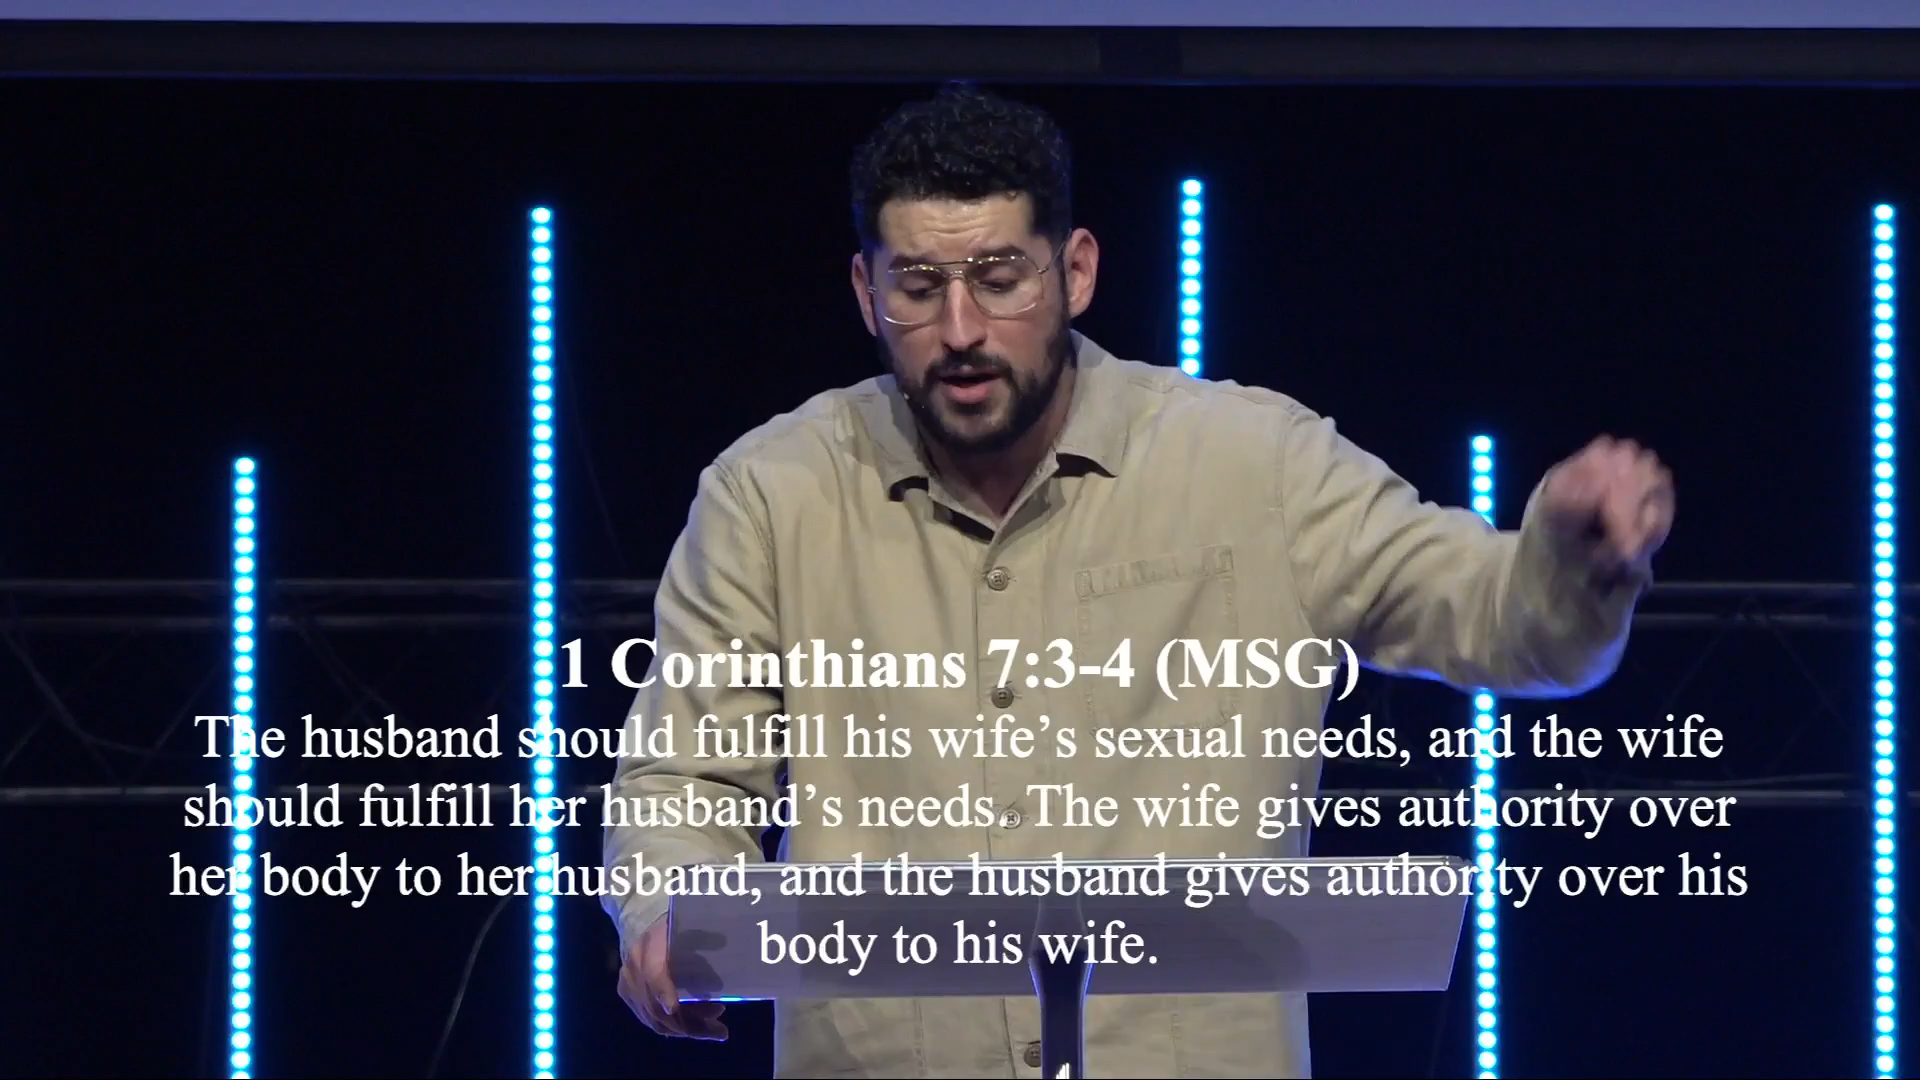 1 Corinthians 7:3-4 (MSG)
The husband should fulfill his wife’s sexual needs, and the wife
should fulfill her husband’s needs. The wife gives authority over
her body to her husband, and the husband gives authority over his
body to his wife.